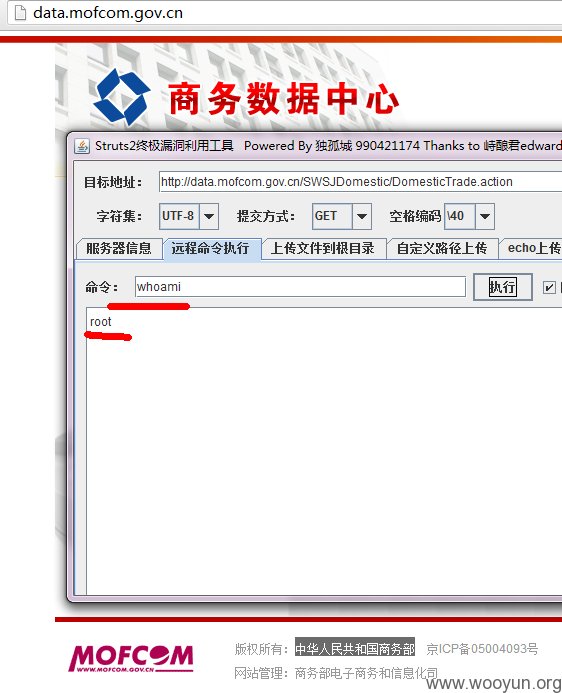 data.mofcom.gov.cn
商务数据中心
Struts2终极漏洞利用工具 Powered By 独孤城 990421174 Thanks to 峙酿君edward
目标地址： http://data.mofcom.gov.cn/SWSJDomestic/DomesticTrade.action
字符集： UTF-8 提交方式： GET 空格编码 \40
服务器信息 远程命令执行 上传文件到根目录 自定义路径上传 echo上传
命令： whoami 执行
root
MOFCOM
WWW.MOFCOM.GOV.CN
版权所有：中华人民共和国商务部 京ICP备05004093号
网站管理：商务部电子商务和信息化司
www.wooyun.org